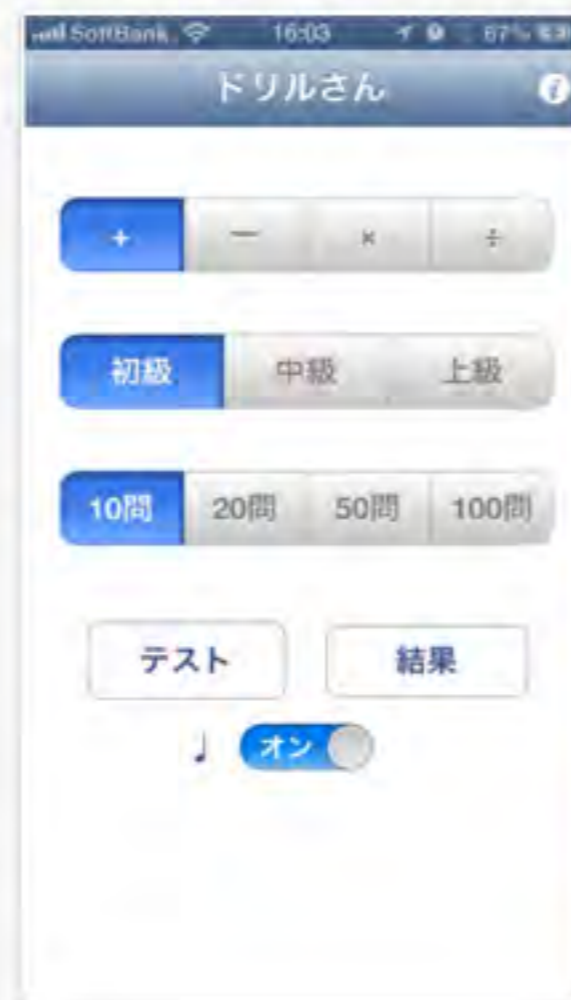 SoftBank 16:03 67%
ドリルさん
+ − × ÷
初級 中級 上級
10問 20問 50問 100問
テスト 結果
オン